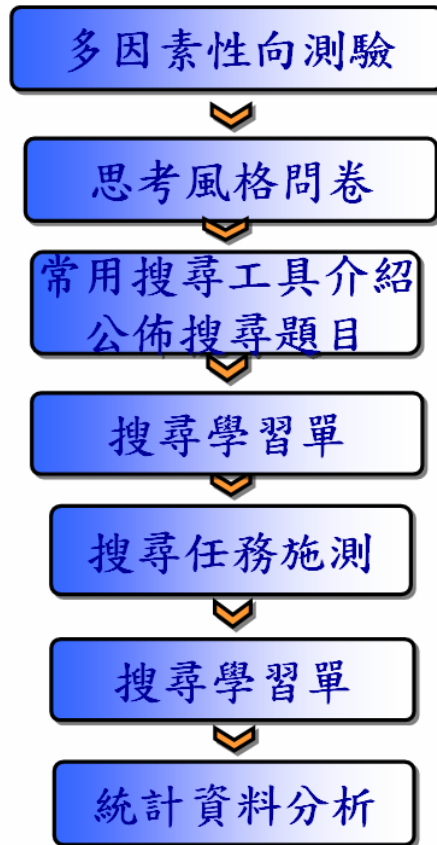 多因素性向測驗
思考風格問卷
常用搜尋工具介紹
公佈搜尋題目
搜尋學習單
搜尋任務施測
搜尋學習單
統計資料分析